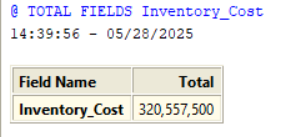 @ TOTAL FIELDS Inventory_Cost
14:39:56 - 05/28/2025
Field Name Total
Inventory_Cost 320,557,500